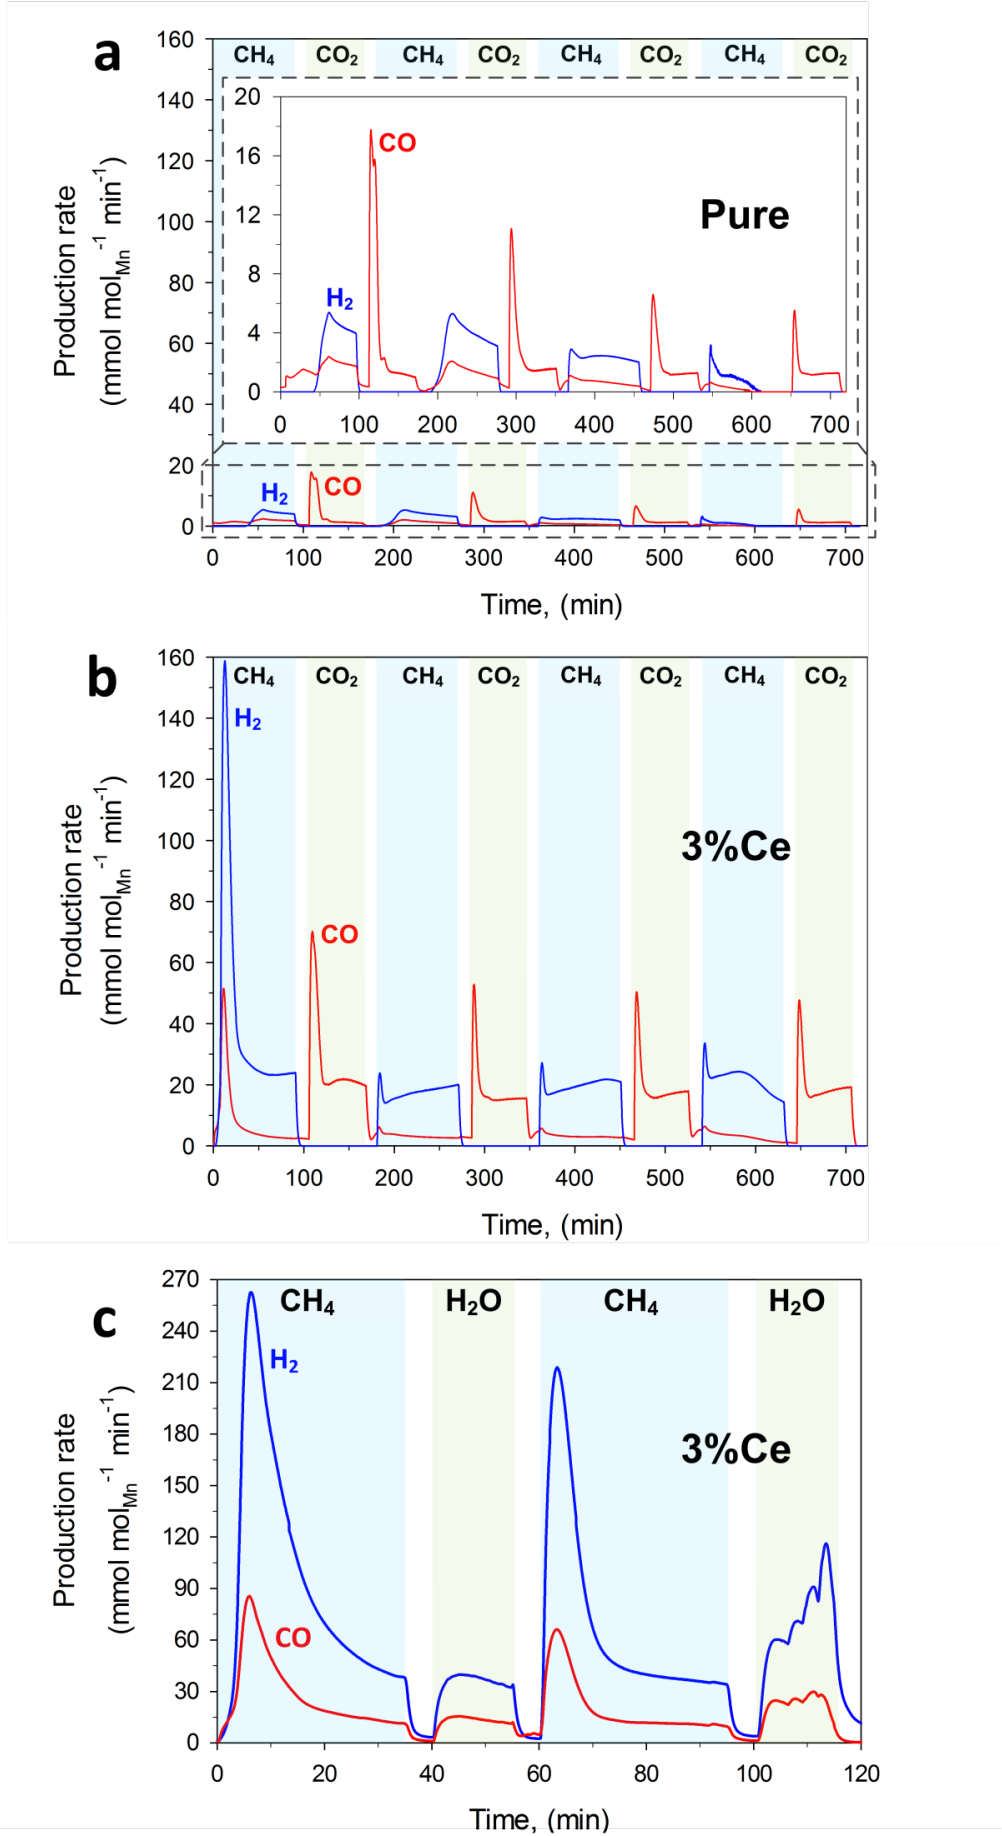 a
CH₄ CO₂ CH₄ CO₂ CH₄ CO₂ CH₄ CO₂
160
140
120
100
80
60
40
20
0
Production rate
(mmol mol_Mn⁻¹ min⁻¹)
20
16
12
8
4
0
CO
H₂
Pure
0 100 200 300 400 500 600 700
H₂ CO
0 100 200 300 400 500 600 700
Time, (min)
b
CH₄ CO₂ CH₄ CO₂ CH₄ CO₂ CH₄ CO₂
160
140
120
100
80
60
40
20
0
Production rate
(mmol mol_Mn⁻¹ min⁻¹)
H₂
CO
3%Ce
0 100 200 300 400 500 600 700
Time, (min)
c
CH₄ H₂O CH₄ H₂O
270
240
210
180
150
120
90
60
30
0
Production rate
(mmol mol_Mn⁻¹ min⁻¹)
H₂
CO
3%Ce
0 20 40 60 80 100 120
Time, (min)